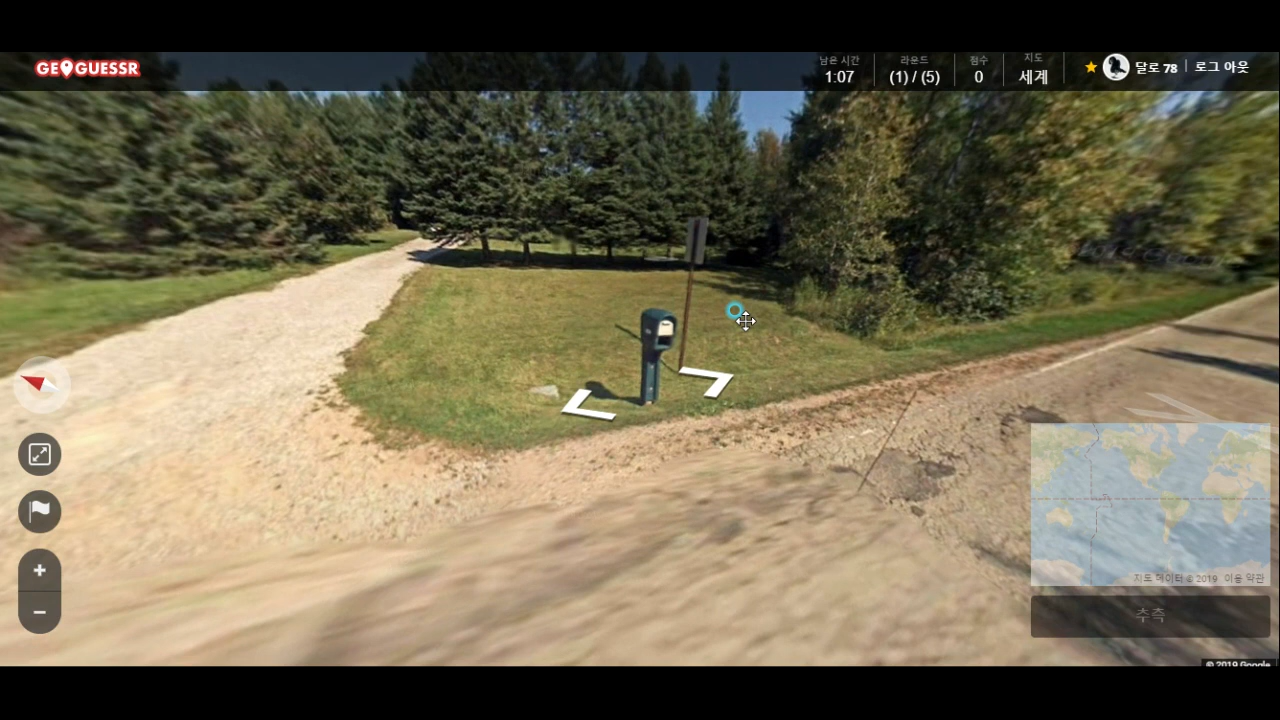 GEOGUESSR
남은 시간
1:07
라운드
(1) / (5)
점수
0
지도
세계
달로 78
로그 아웃
지도 데이터 © 2019 이용 약관
추측
© 2019 Google